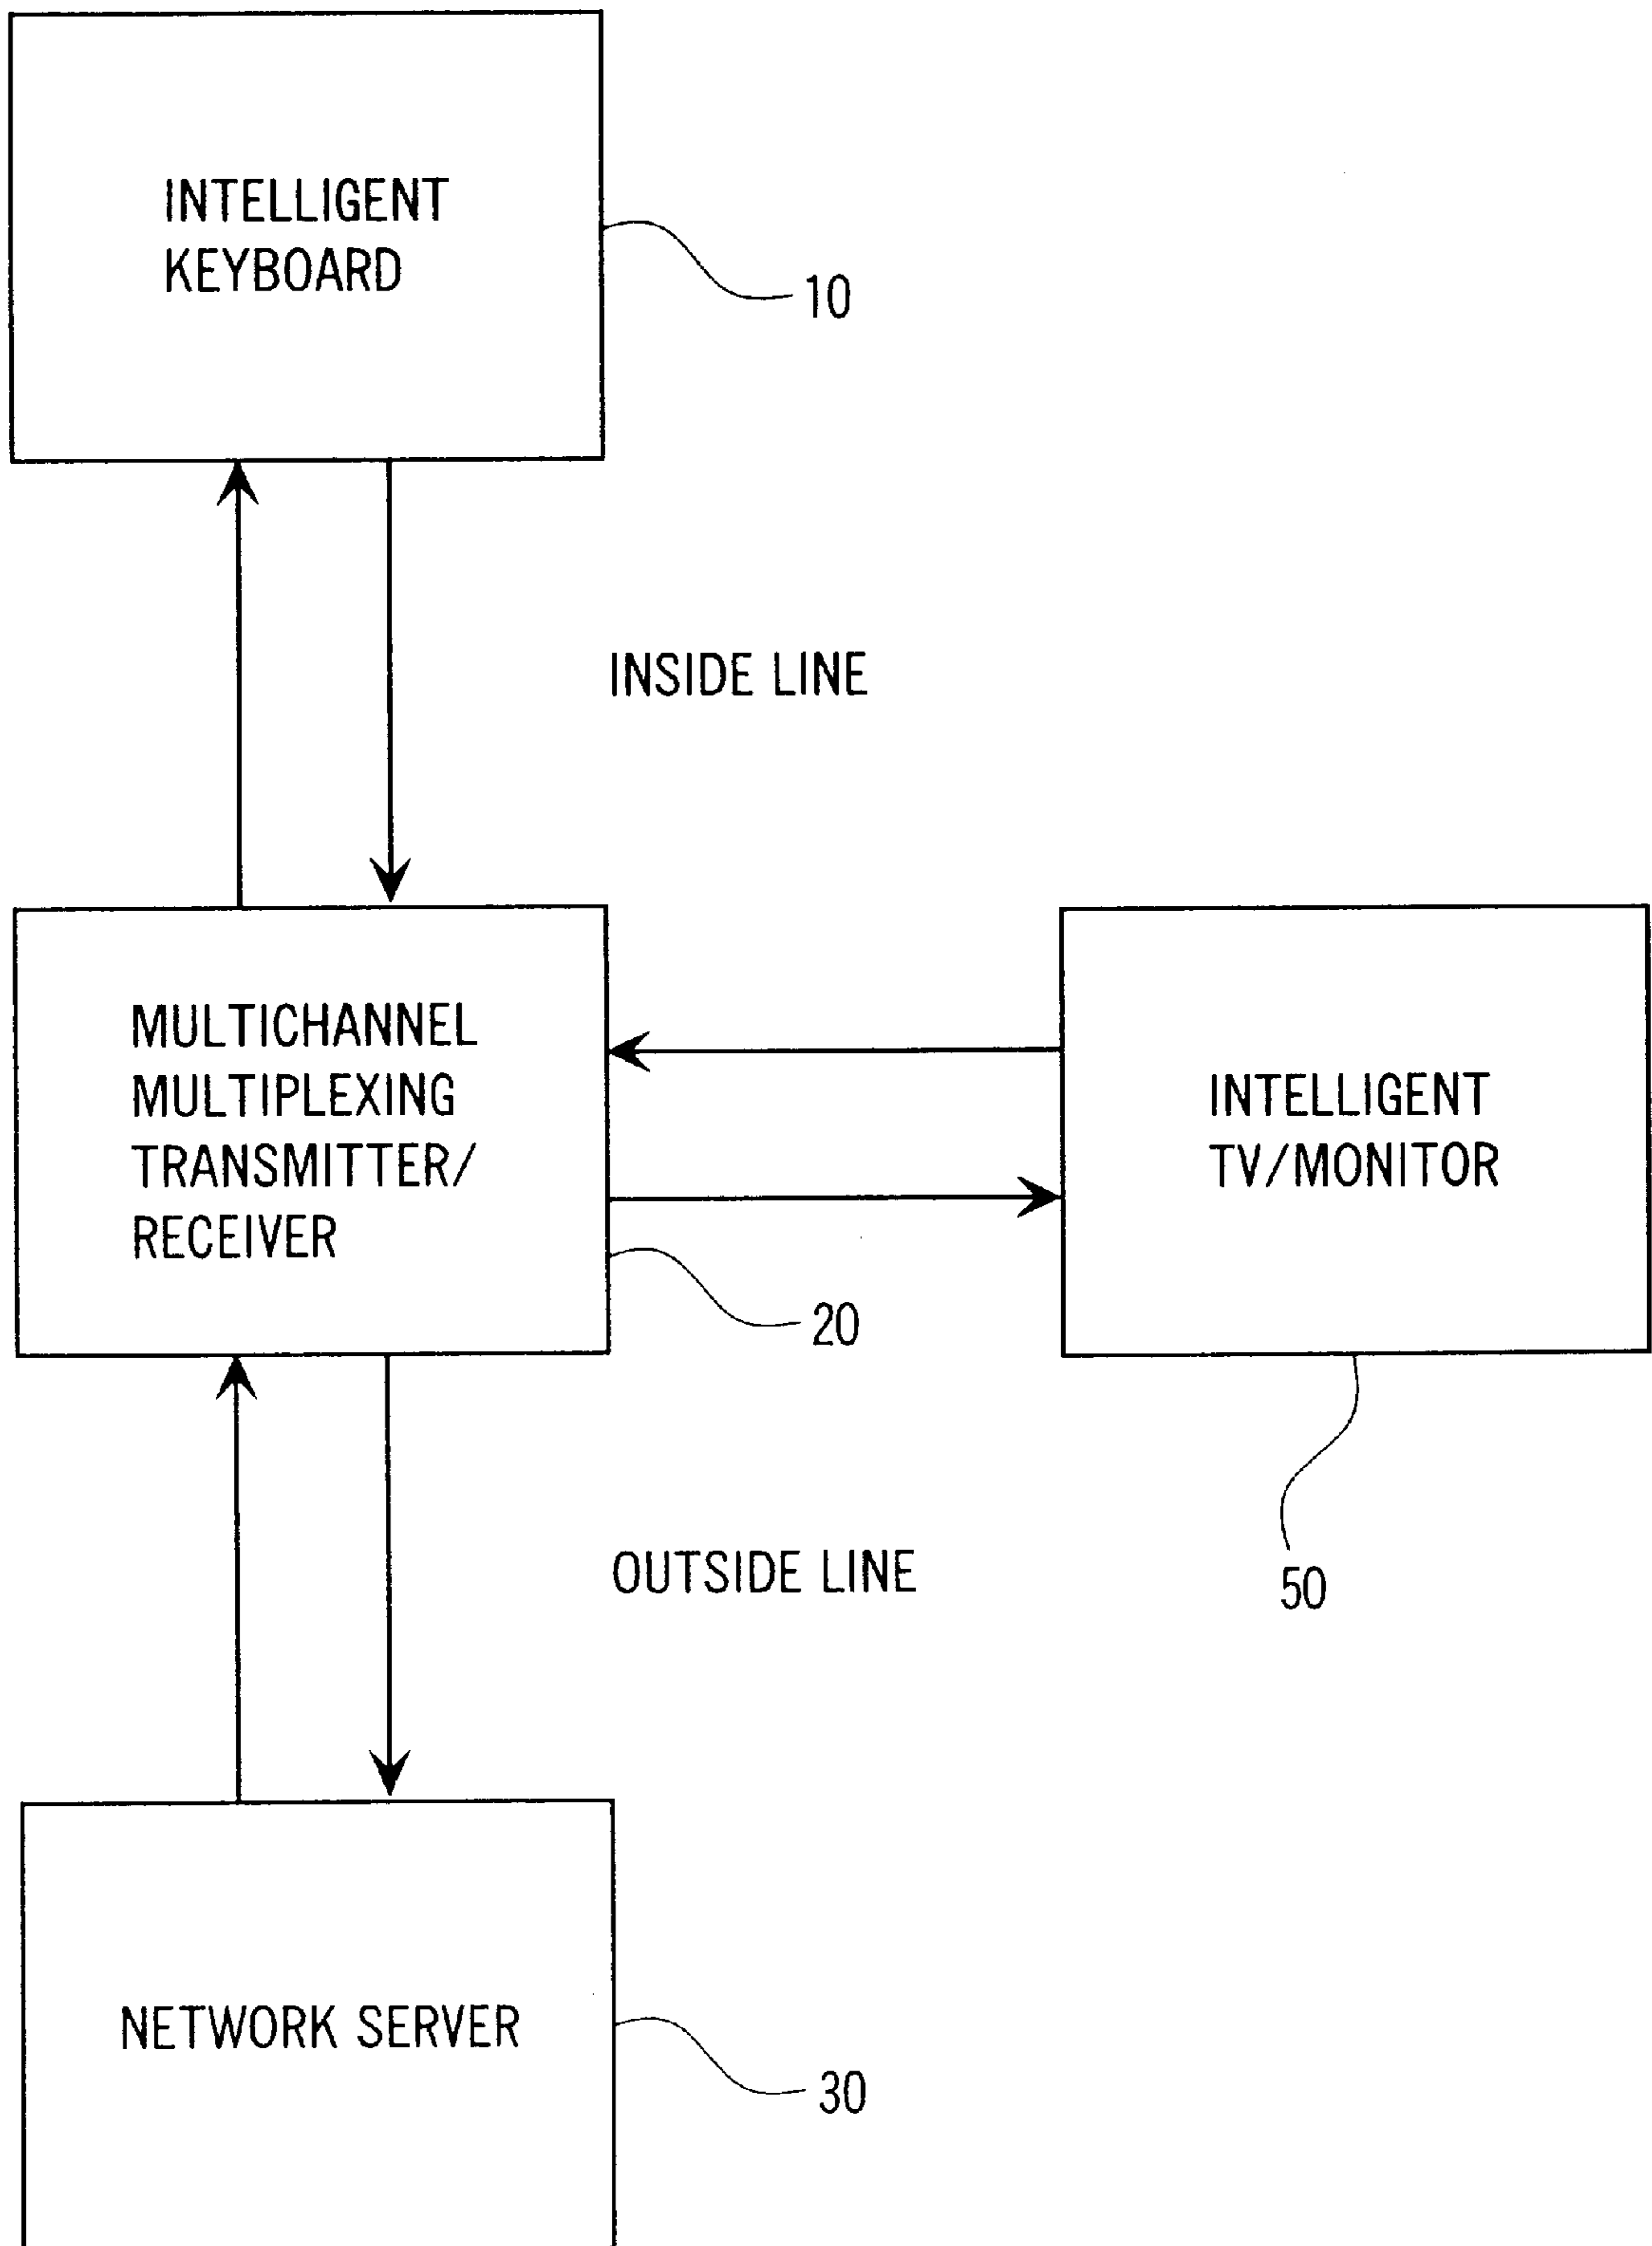 INTELLIGENT
KEYBOARD
10
INSIDE LINE
MULTICHANNEL
MULTIPLEXING
TRANSMITTER/
RECEIVER
20
INTELLIGENT
TV/MONITOR
50
OUTSIDE LINE
NETWORK SERVER
30